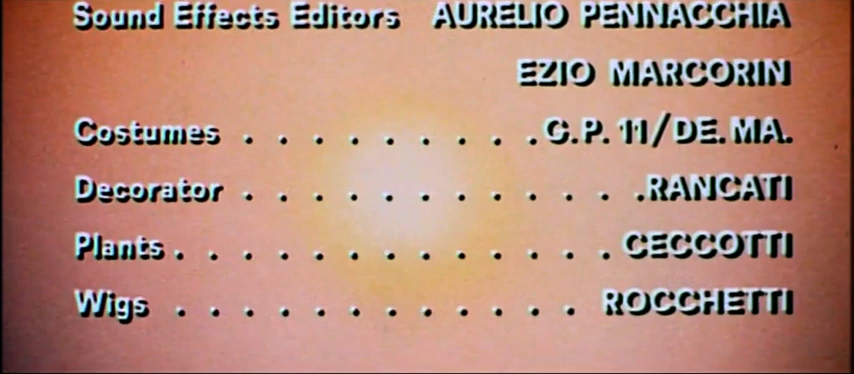 Sound Effects Editors AURELIO PENNACCHIA
EZIO MARCORIN
Costumes . . . . . . . . . G.P. 11/DE. MA.
Decorator . . . . . . . . . . . . RANCATI
Plants . . . . . . . . . . . . . CECCOTTI
Wigs . . . . . . . . . . . . ROCCHETTI